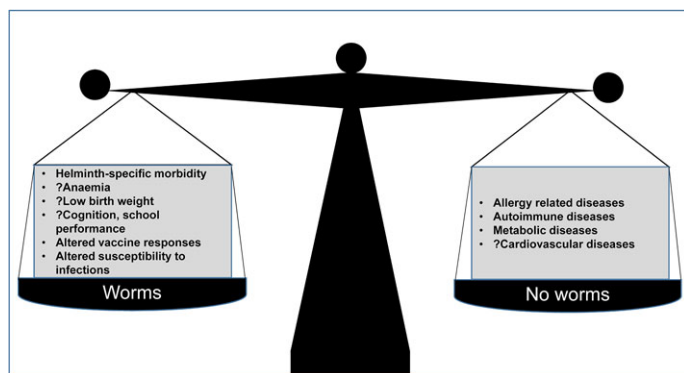 • Helminth-specific morbidity
• ?Anaemia
• ?Low birth weight
• ?Cognition, school
performance
• Altered vaccine responses
• Altered susceptibility to
infections
Worms
• Allergy related diseases
• Autoimmune diseases
• Metabolic diseases
• ?Cardiovascular diseases
No worms